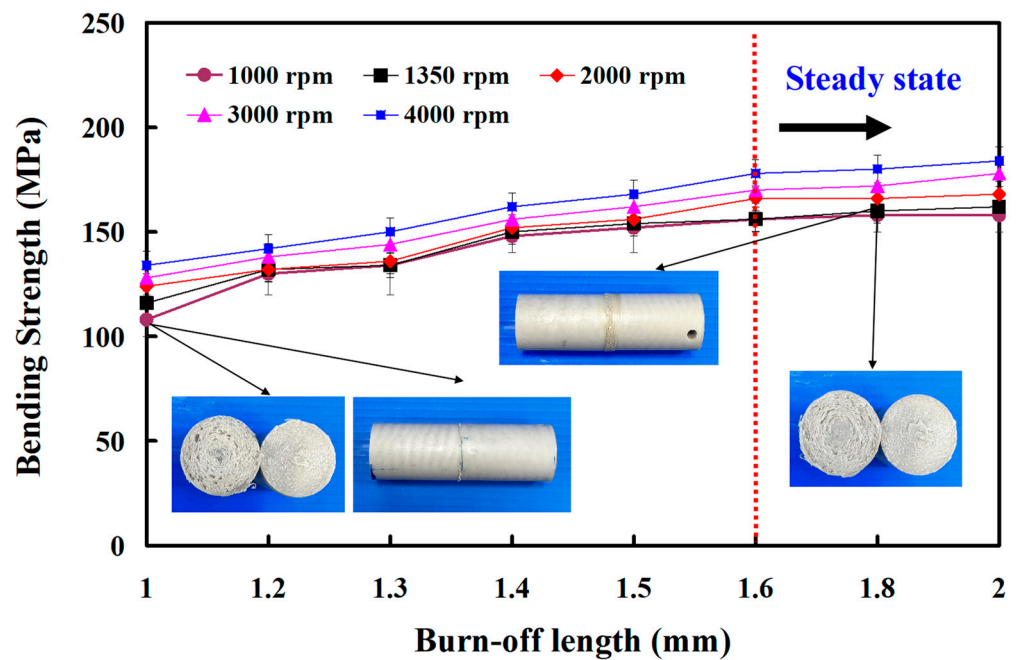 250
200
150
100
50
0
Bending Strength (MPa)
1000 rpm
1350 rpm
2000 rpm
3000 rpm
4000 rpm
Steady state
1 1.2 1.3 1.4 1.5 1.6 1.8 2
Burn-off length (mm)